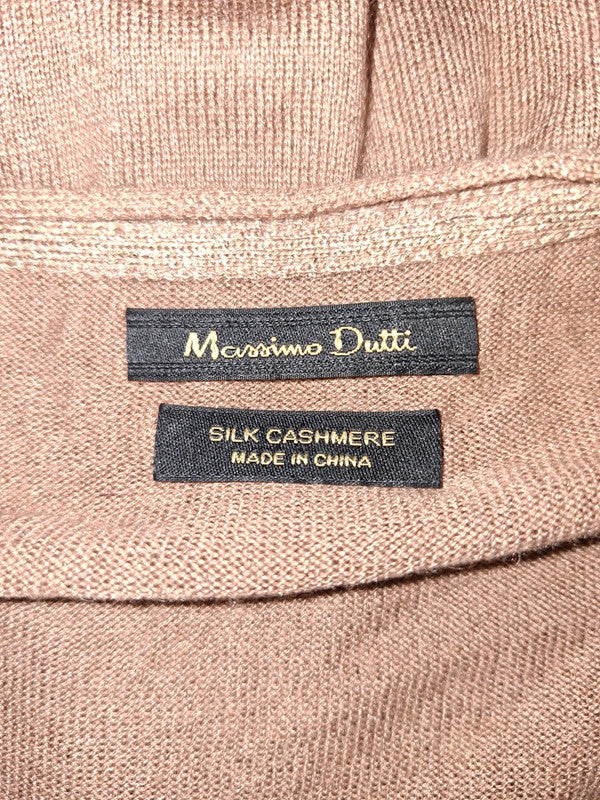 Massimo Dutti
SILK CASHMERE
MADE IN CHINA